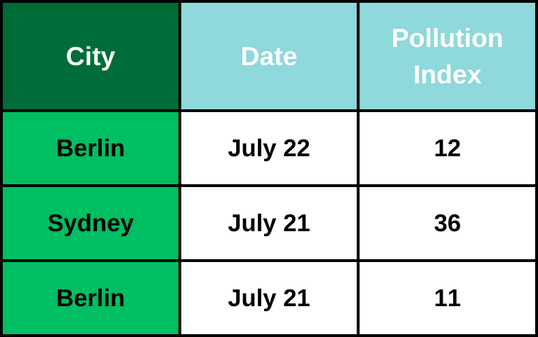 City Date Pollution
Index
Berlin July 22 12
Sydney July 21 36
Berlin July 21 11